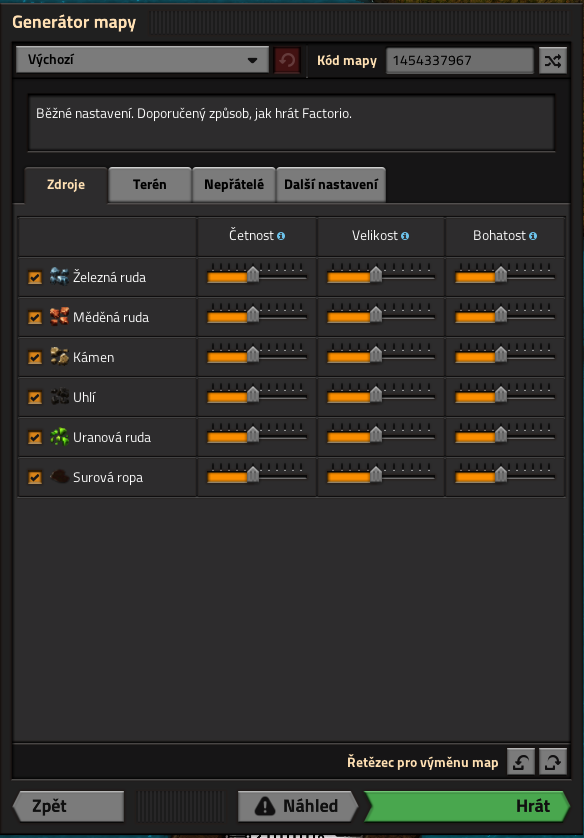 Generátor mapy
Výchozí Kód mapy 1454337967
Běžné nastavení. Doporučený způsob, jak hrát Factorio.
Zdroje Terén Nepřátelé Další nastavení
Četnost Velikost Bohatost
Železná ruda
Měděná ruda
Kámen
Uhlí
Uranová ruda
Surová ropa
Řetězec pro výměnu map
Zpět Náhled Hrát